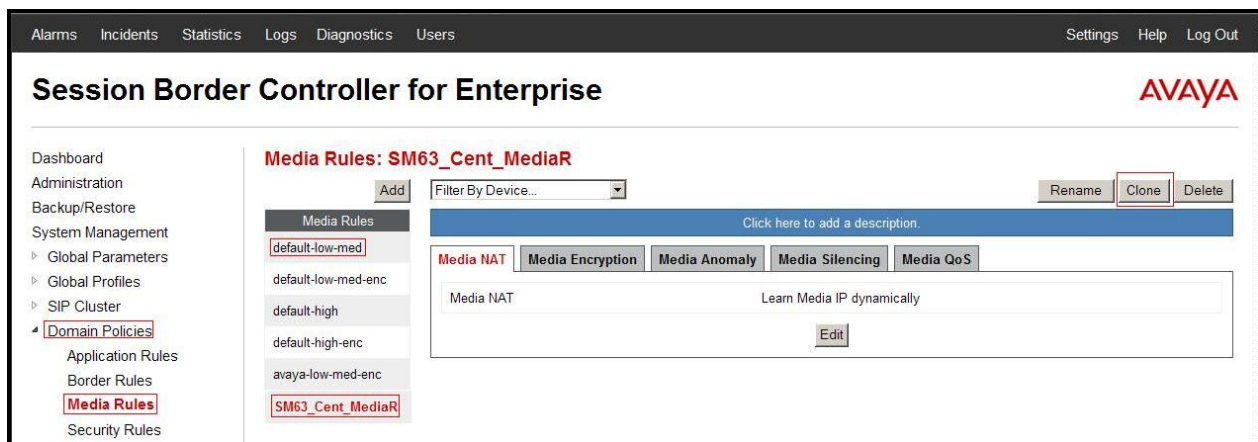 Alarms Incidents Statistics Logs Diagnostics Users Settings Help Log Out
Session Border Controller for Enterprise
AVAYA
Dashboard
Administration
Backup/Restore
System Management
Global Parameters
Global Profiles
SIP Cluster
Domain Policies
Application Rules
Border Rules
Media Rules
Security Rules
Media Rules: SM63_Cent_MediaR
Add
Filter By Device...
Rename Clone Delete
Media Rules
default-low-med
default-low-med-enc
default-high
default-high-enc
avaya-low-med-enc
SM63_Cent_MediaR
Click here to add a description.
Media NAT Media Encryption Media Anomaly Media Silencing Media QoS
Media NAT Learn Media IP dynamically
Edit